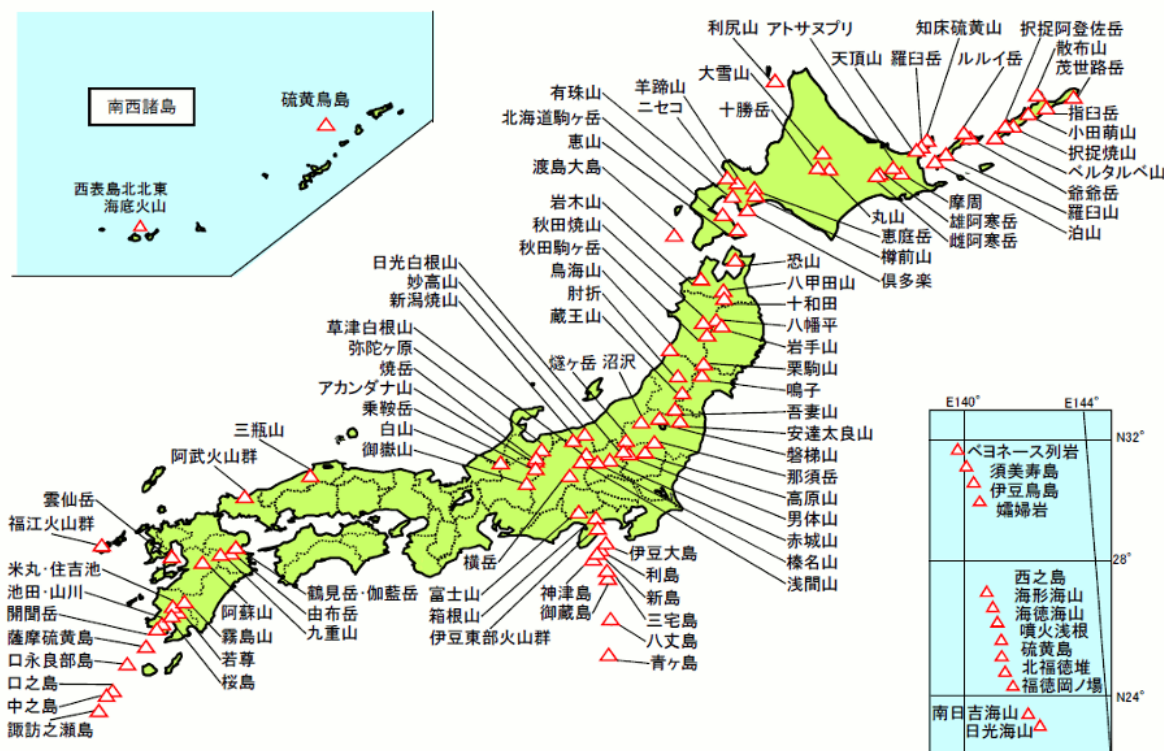 南西諸島
硫黄鳥島
西表島北北東
海底火山
利尻山
アトサヌプリ
知床硫黄山
択捉阿登佐岳
散布山
茂世路岳
天頂山
羅臼岳
ルルイ岳
大雪山
十勝岳
羊蹄山
ニセコ
有珠山
北海道駒ヶ岳
恵山
渡島大島
指臼岳
小田萌山
択捉焼山
ベルタルベ山
爺爺岳
羅臼山
泊山
摩周
雄阿寒岳
雌阿寒岳
丸山
恵庭岳
樽前山
倶多楽
岩木山
秋田焼山
秋田駒ヶ岳
鳥海山
肘折
蔵王山
恐山
八甲田山
十和田
八幡平
岩手山
栗駒山
鳴子
吾妻山
安達太良山
磐梯山
那須岳
高原山
男体山
赤城山
榛名山
浅間山
日光白根山
妙高山
新潟焼山
草津白根山
弥陀ヶ原
焼岳
アカンダナ山
乗鞍岳
白山
御嶽山
燧ヶ岳
沼沢
三瓶山
阿武火山群
雲仙岳
福江火山群
米丸・住吉池
池田・山川
開聞岳
薩摩硫黄島
口永良部島
口之島
中之島
諏訪之瀬島
鶴見岳・伽藍岳
由布岳
九重山
阿蘇山
霧島山
若尊
桜島
横岳
富士山
箱根山
伊豆東部火山群
伊豆大島
利島
新島
神津島
三宅島
御蔵島
八丈島
青ヶ島
E140°
E144°
N32°
ベヨネース列岩
須美寿島
伊豆鳥島
孀婦岩
28°
西之島
海形海山
海徳海山
噴火浅根
硫黄島
北福徳堆
福徳岡ノ場
N24°
南日吉海山
日光海山